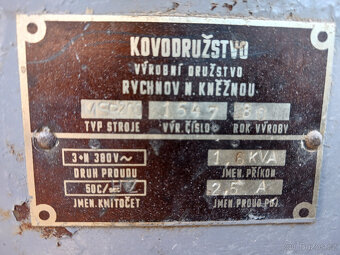 KOVODRUŽSTVO
VÝROBNÍ DRUŽSTVO
RYCHNOV N. KNĚŽNOU
1547
TYP STROJE VÝR. ČÍSLO ROK VÝROBY
3+N 380V~ 1,6 KVA
DRUH PROUDU JMEN. PŘÍKON
50C/ 2,5 A
JMEN. KMITOČET JMEN. PROUD POJ.